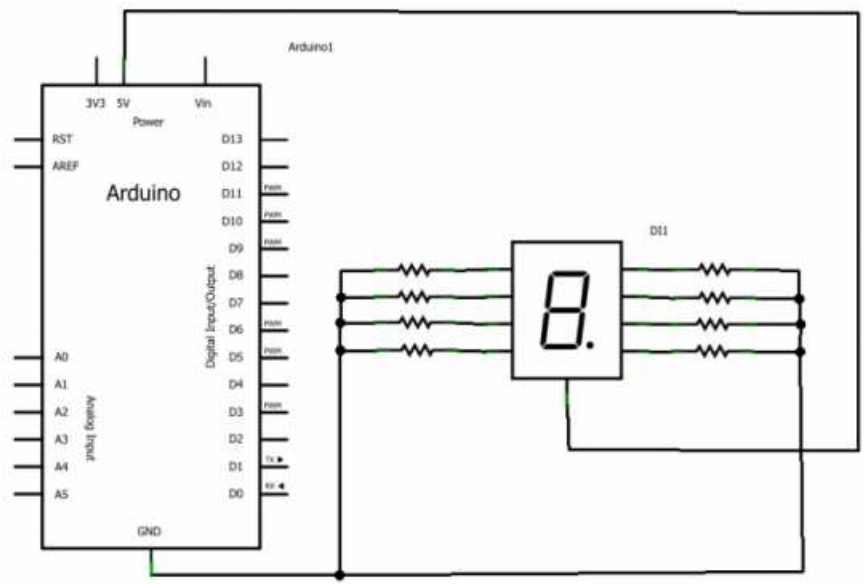 Arduino1
3V3 5V Vin
Power
RST D13
AREF D12
Arduino
D11 PWM
D10 PWM
D9 PWM
D8
D7
D6 PWM
A0 D5 PWM
A1 D4
A2 D3 PWM
A3 D2
A4 D1 TX
A5 D0 RX
Digital Input/Output
Analog Input
GND
DI1
8.